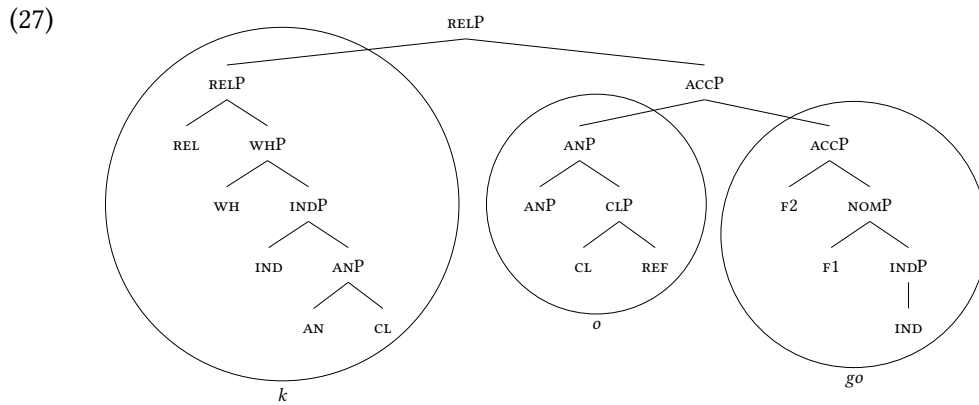 (27)
RELP
RELP ACCP
REL WHP ANP ACCP
WH INDP ANP CLP F2 NOMP
IND ANP CL REF F1 INDP
AN CL o IND
k go